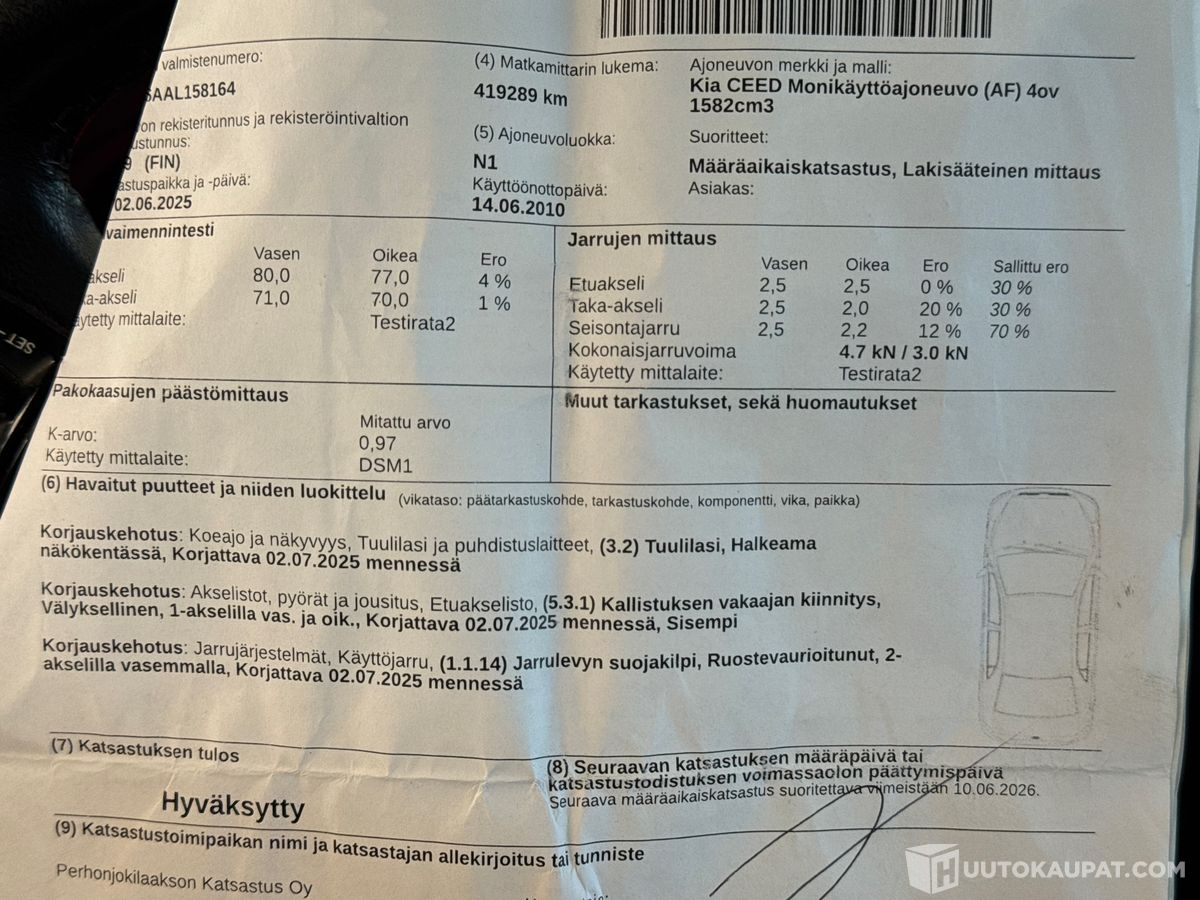 valmistenumero:
SAAL158164
(4) Matkamittarin lukema:
419289 km
Ajoneuvon merkki ja malli:
Kia CEED Monikäyttöajoneuvo (AF) 4ov
1582cm3
on rekisteritunnus ja rekisteröintivaltion
ustunnus:
9 (FIN)
(5) Ajoneuvoluokka:
N1
Suoritteet:
Määräaikaiskatsastus, Lakisääteinen mittaus
astuspaikka ja -päivä:
02.06.2025
Käyttöönottopäivä:
14.06.2010
Asiakas:
vaimennintesti
Vasen Oikea Ero
akseli 80,0 77,0 4 %
ka-akseli 71,0 70,0 1 %
äytetty mittalaite: Testirata2
Jarrujen mittaus
Vasen Oikea Ero Sallittu ero
Etuakseli 2,5 2,5 0 % 30 %
Taka-akseli 2,5 2,0 20 % 30 %
Seisontajarru 2,5 2,2 12 % 70 %
Kokonaisjarruvoima 4.7 kN / 3.0 kN
Käytetty mittalaite: Testirata2
Pakokaasujen päästömittaus
Mitattu arvo
K-arvo: 0,97
Käytetty mittalaite: DSM1
Muut tarkastukset, sekä huomautukset
(6) Havaitut puutteet ja niiden luokittelu (vikataso: päätarkastuskohde, tarkastuskohde, komponentti, vika, paikka)
Korjauskehotus: Koeajo ja näkyvyys, Tuulilasi ja puhdistuslaitteet, (3.2) Tuulilasi, Halkeama
näkökentässä, Korjattava 02.07.2025 mennessä
Korjauskehotus: Akselistot, pyörät ja jousitus, Etuakselisto, (5.3.1) Kallistuksen vakaajan kiinnitys,
Välyksellinen, 1-akselilla vas. ja oik., Korjattava 02.07.2025 mennessä, Sisempi
Korjauskehotus: Jarrujärjestelmät, Käyttöjarru, (1.1.14) Jarrulevyn suojakilpi, Ruostevaurioitunut, 2-
akselilla vasemmalla, Korjattava 02.07.2025 mennessä
(7) Katsastuksen tulos
Hyväksytty
(8) Seuraavan katsastuksen määräpäivä tai
katsastustodistuksen voimassaolon päättymispäivä
Seuraava määräaikaiskatsastus suoritettava viimeistään 10.06.2026.
(9) Katsastustoimipaikan nimi ja katsastajan allekirjoitus tai tunniste
Perhonjokilaakson Katsastus Oy
SET
HUUTOKAUPAT.COM